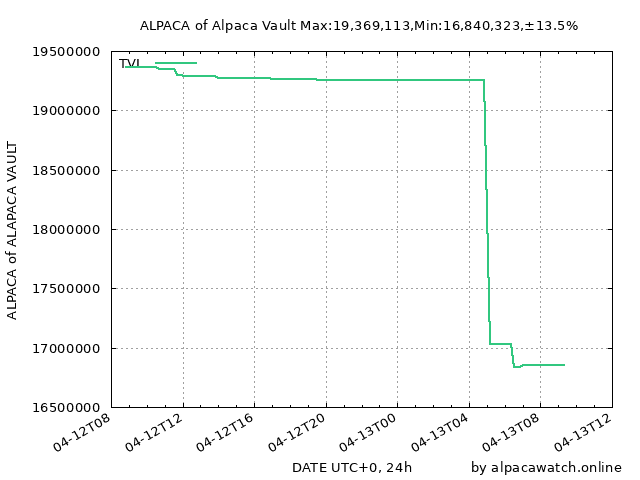 ALPACA of Alpaca Vault Max:19,369,113,Min:16,840,323,±13.5%
TVL
ALPACA of ALAPACA VAULT
19500000
19000000
18500000
18000000
17500000
17000000
16500000
04-12T08 04-12T12 04-12T16 04-12T20 04-13T00 04-13T04 04-13T08 04-13T12
DATE UTC+0, 24h by alpacawatch.online